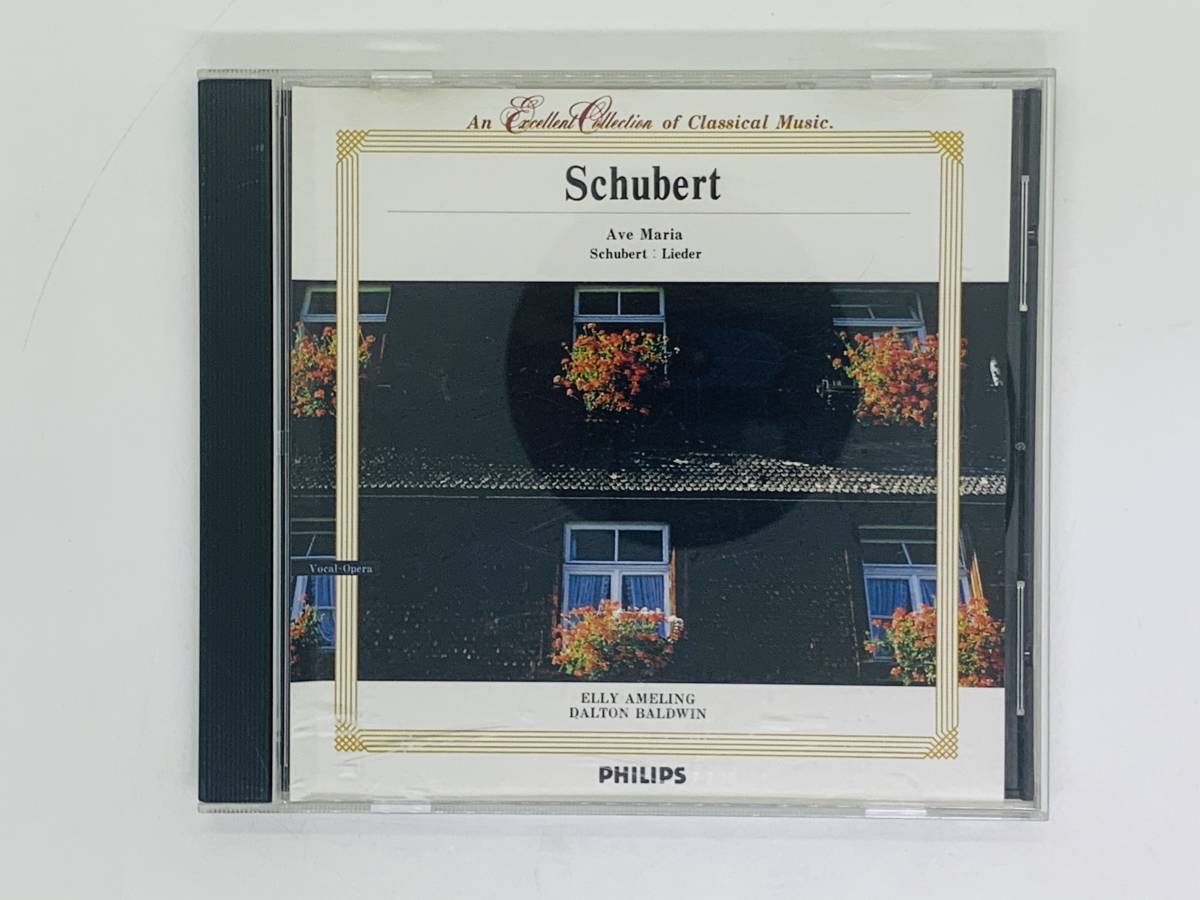 An Excellent Collection of Classical Music.
Schubert
Ave Maria
Schubert : Lieder
Vocal-Opera
ELLY AMELING
DALTON BALDWIN
PHILIPS